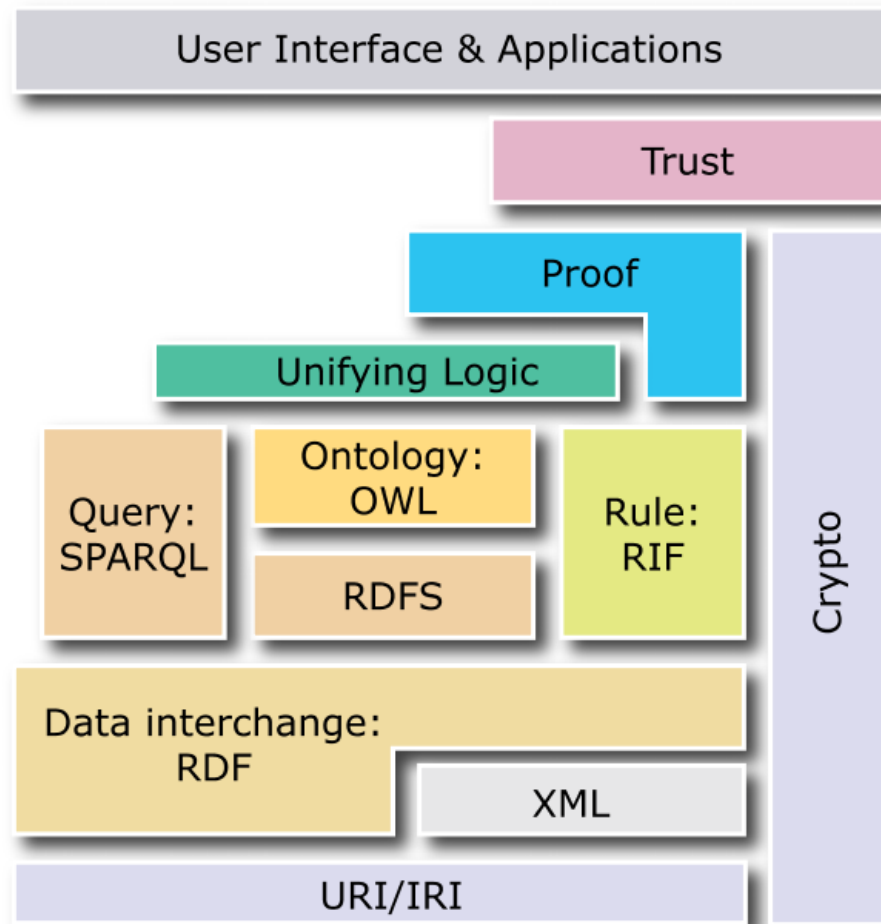 User Interface & Applications
Trust
Proof
Unifying Logic
Query:
SPARQL
Ontology:
OWL
RDFS
Rule:
RIF
Crypto
Data interchange:
RDF
XML
URI/IRI